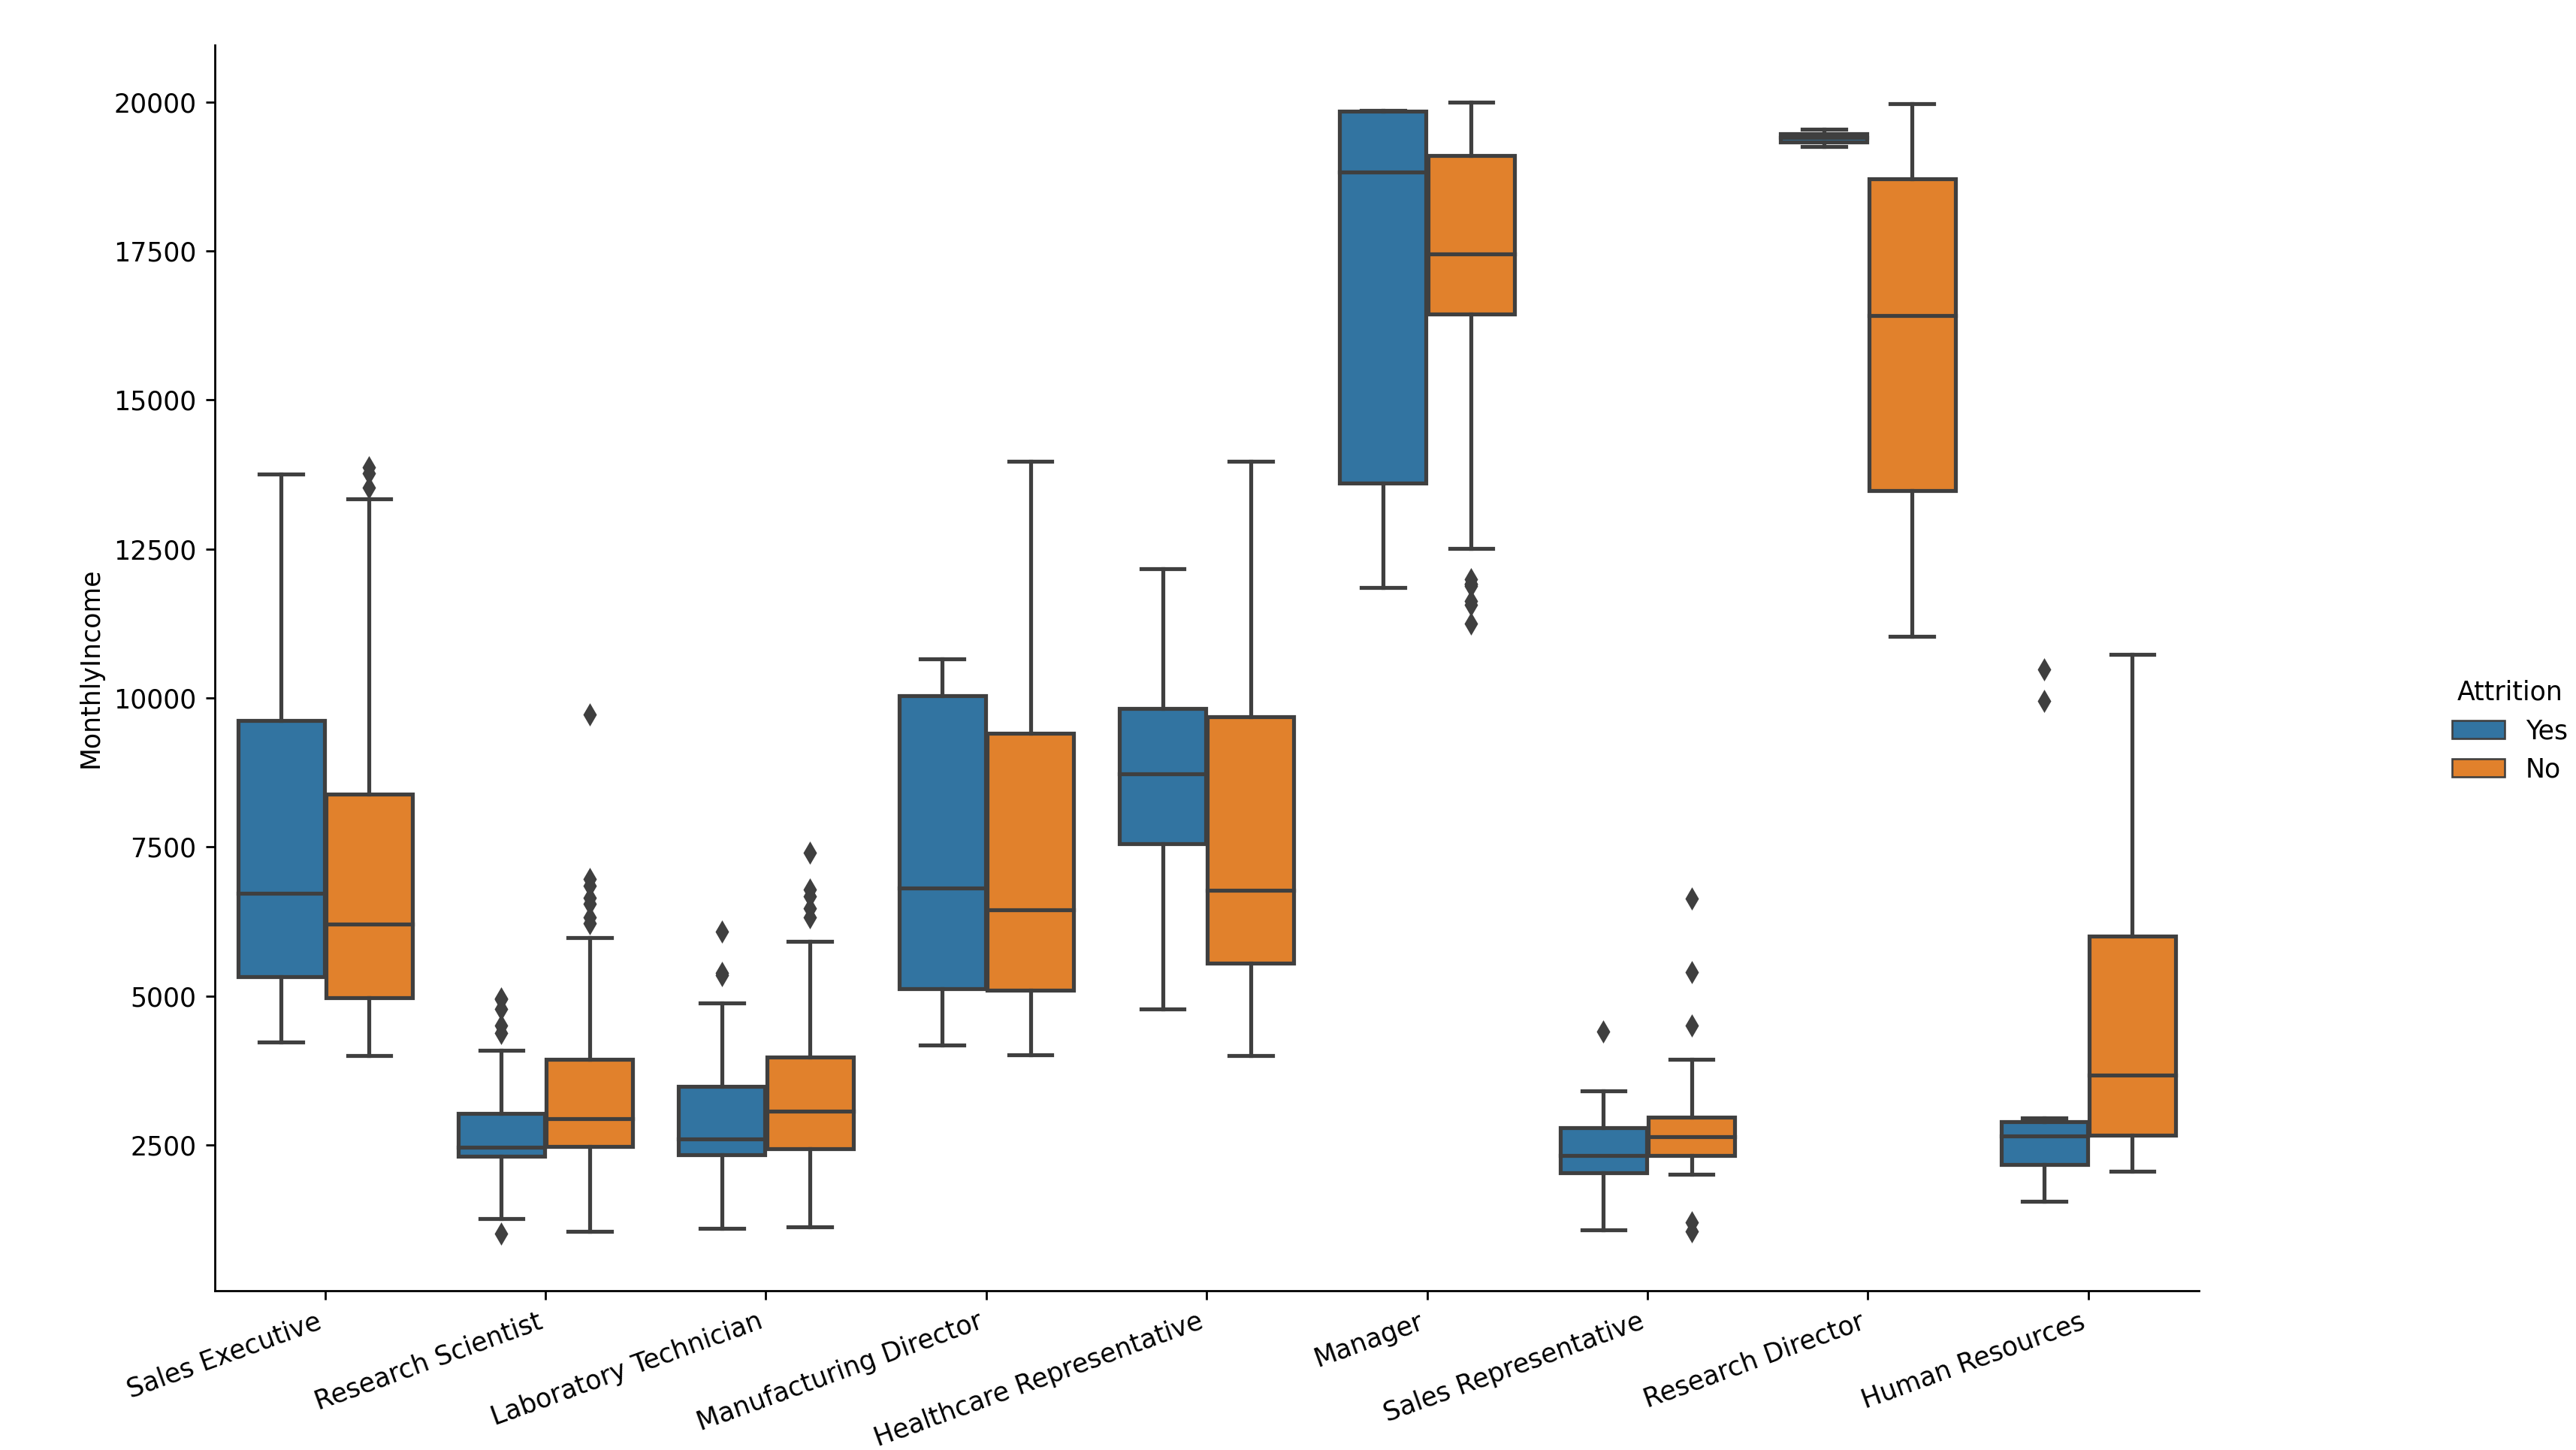 MonthlyIncome
20000
17500
15000
12500
10000
7500
5000
2500
Sales Executive
Research Scientist
Laboratory Technician
Manufacturing Director
Healthcare Representative
Manager
Sales Representative
Research Director
Human Resources
Attrition
Yes
No